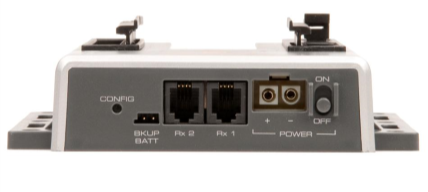 CONFIG
BKUP
BATT
Rx 2
Rx 1
+
−
POWER
ON
OFF